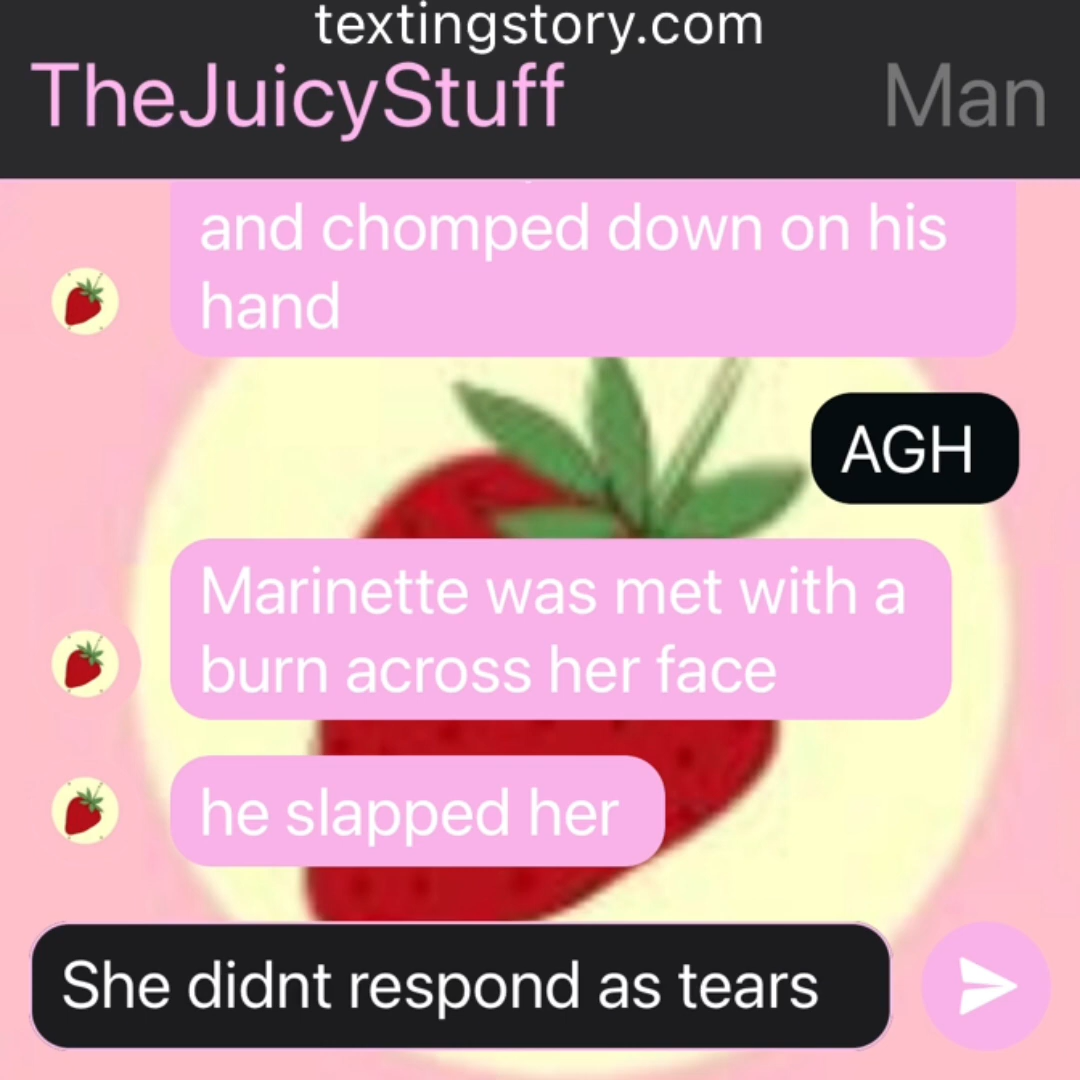 textingstory.com
TheJuicyStuff
Man
and chomped down on his
hand
AGH
Marinette was met with a
burn across her face
he slapped her
She didnt respond as tears